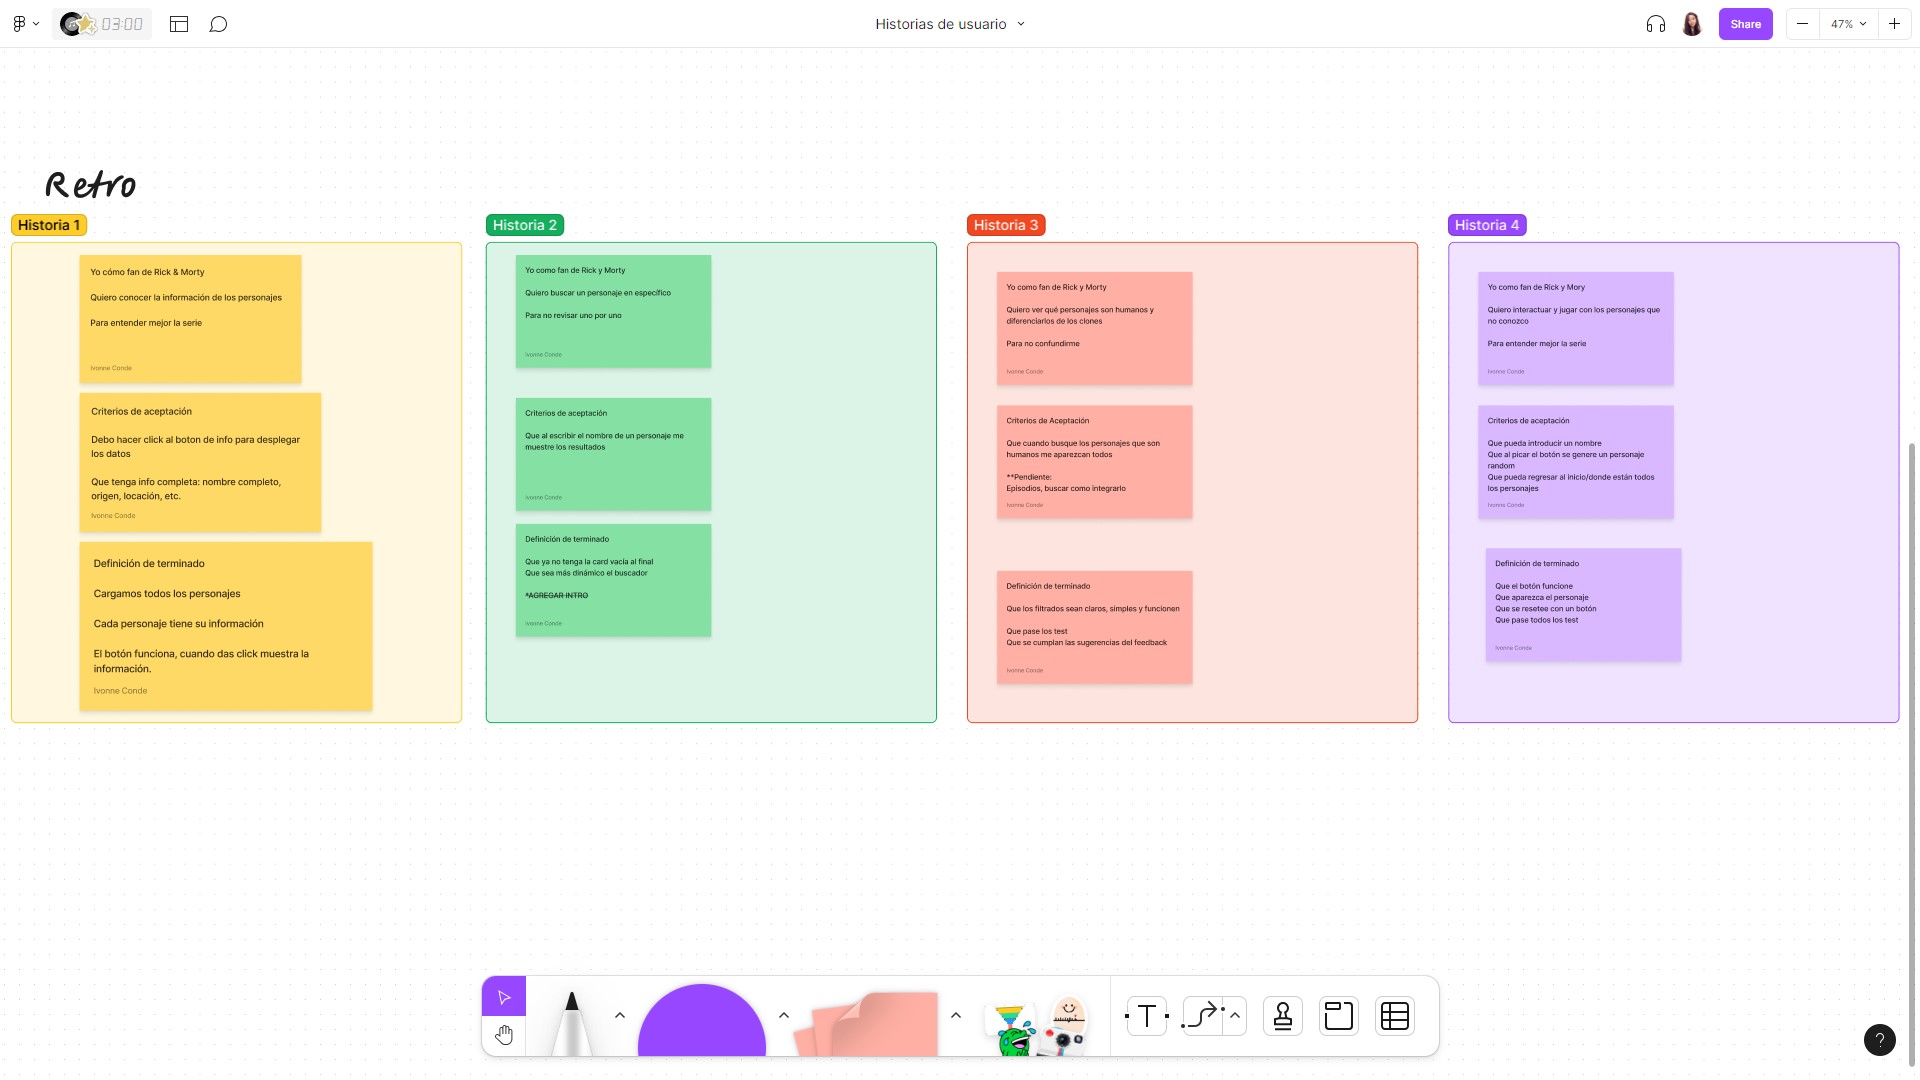 03:00
Historias de usuario
Share
47%
Retro
Historia 1
Yo cómo fan de Rick & Morty
Quiero conocer la información de los personajes
Para entender mejor la serie
Ivonne Conde
Criterios de aceptación
Debo hacer click al boton de info para desplegar
los datos
Que tenga info completa: nombre completo,
origen, locación, etc.
Ivonne Conde
Definición de terminado
Cargamos todos los personajes
Cada personaje tiene su información
El botón funciona, cuando das click muestra la
información.
Ivonne Conde
Historia 2
Yo como fan de Rick y Morty
Quiero buscar un personaje en específico
Para no revisar uno por uno
Ivonne Conde
Criterios de aceptación
Que al escribir el nombre de un personaje me
muestre los resultados
Ivonne Conde
Definición de terminado
Que ya no tenga la card vacia al final
Que sea más dinámico el buscador
*AGREGAR INTRO
Ivonne Conde
Historia 3
Yo como fan de Rick y Morty
Quiero ver qué personajes son humanos y
diferenciarlos de los clones
Para no confundirme
Ivonne Conde
Criterios de Aceptación
Que cuando busque los personajes que son
humanos me aparezcan todos
**Pendiente:
Episodios, buscar como integrarlo
Ivonne Conde
Definición de terminado
Que los filtrados sean claros, simples y funcionen
Que pase los test
Que se cumplan las sugerencias del feedback
Ivonne Conde
Historia 4
Yo como fan de Rick y Mory
Quiero interactuar y jugar con los personajes que
no conozco
Para entender mejor la serie
Ivonne Conde
Criterios de aceptación
Que pueda introducir un nombre
Que al picar el botón se genere un personaje
random
Que pueda regresar al inicio/donde están todos
los personajes
Ivonne Conde
Definición de terminado
Que el botón funcione
Que aparezca el personaje
Que se resetee con un botón
Que pase todos los test
Ivonne Conde
T
?